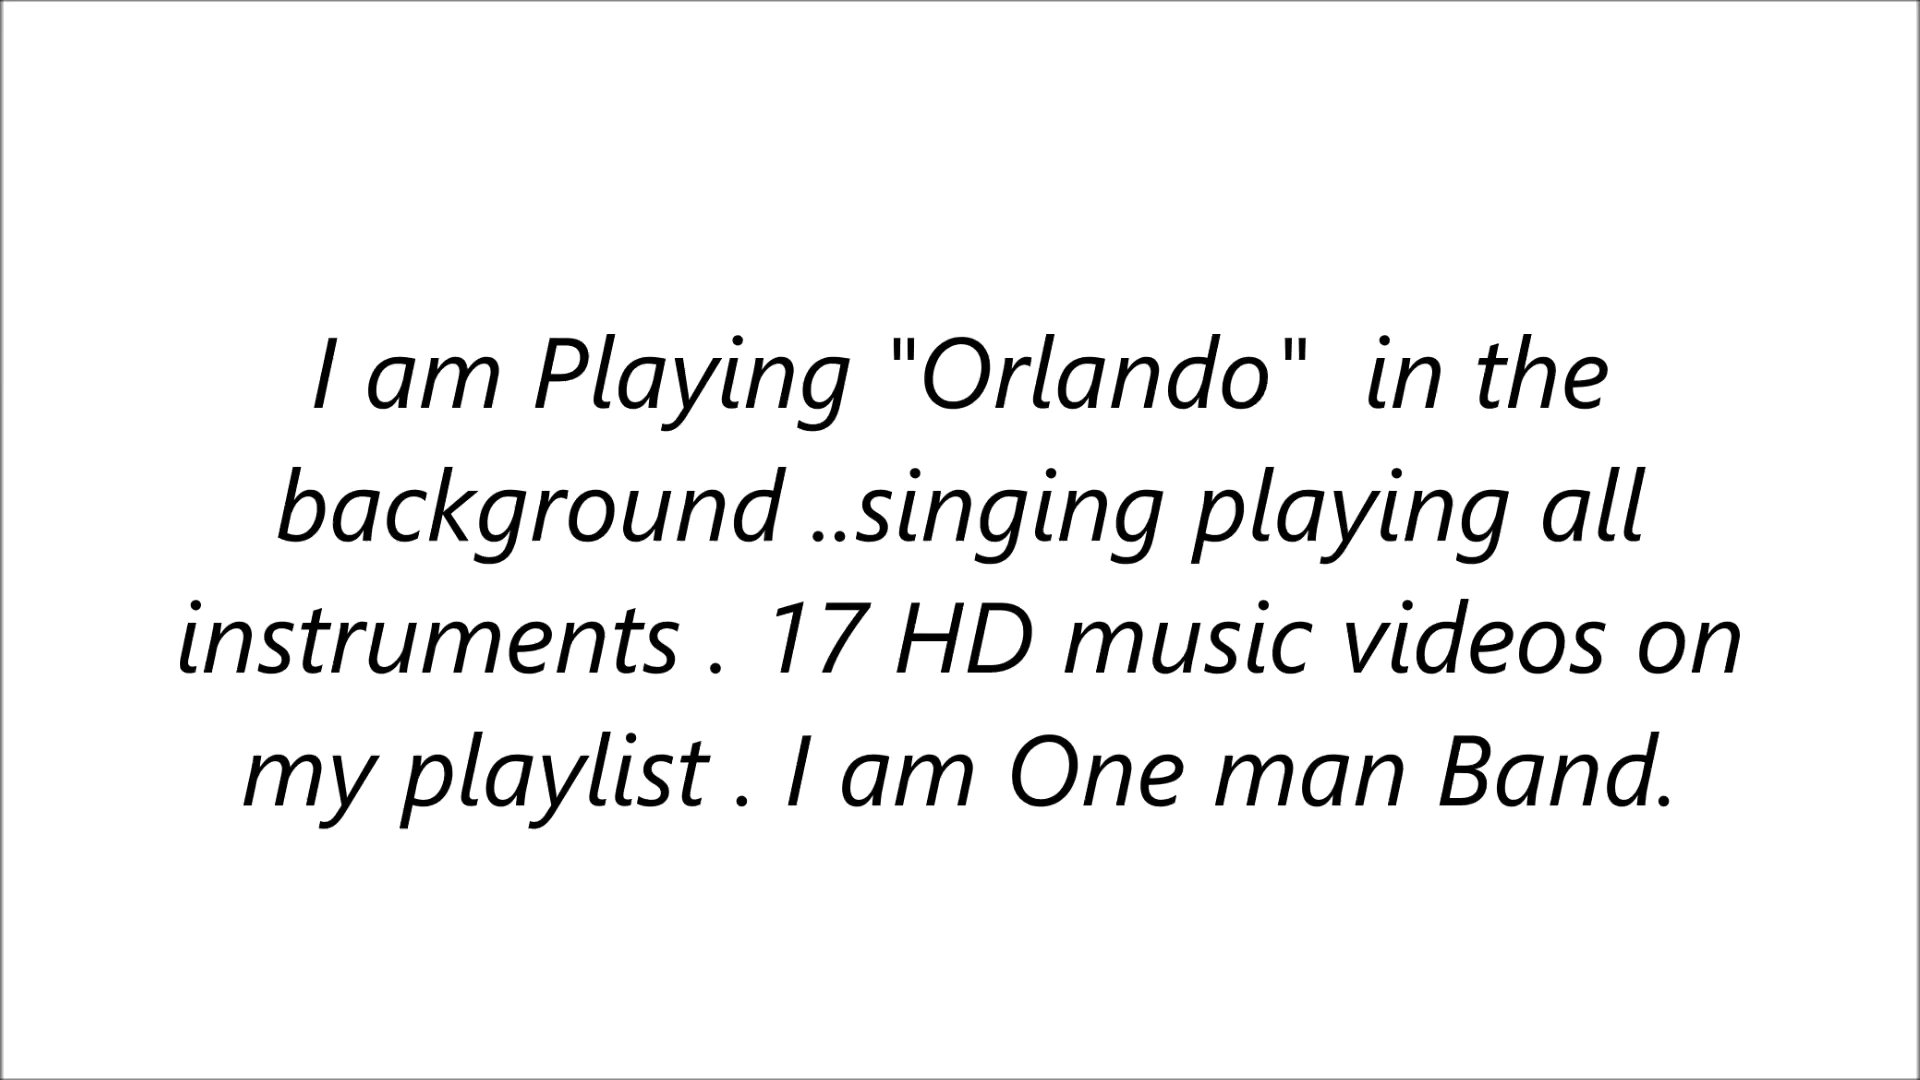 I am Playing "Orlando"  in the
background ..singing playing all
instruments .  17 HD music videos on
my playlist . I am One man Band.